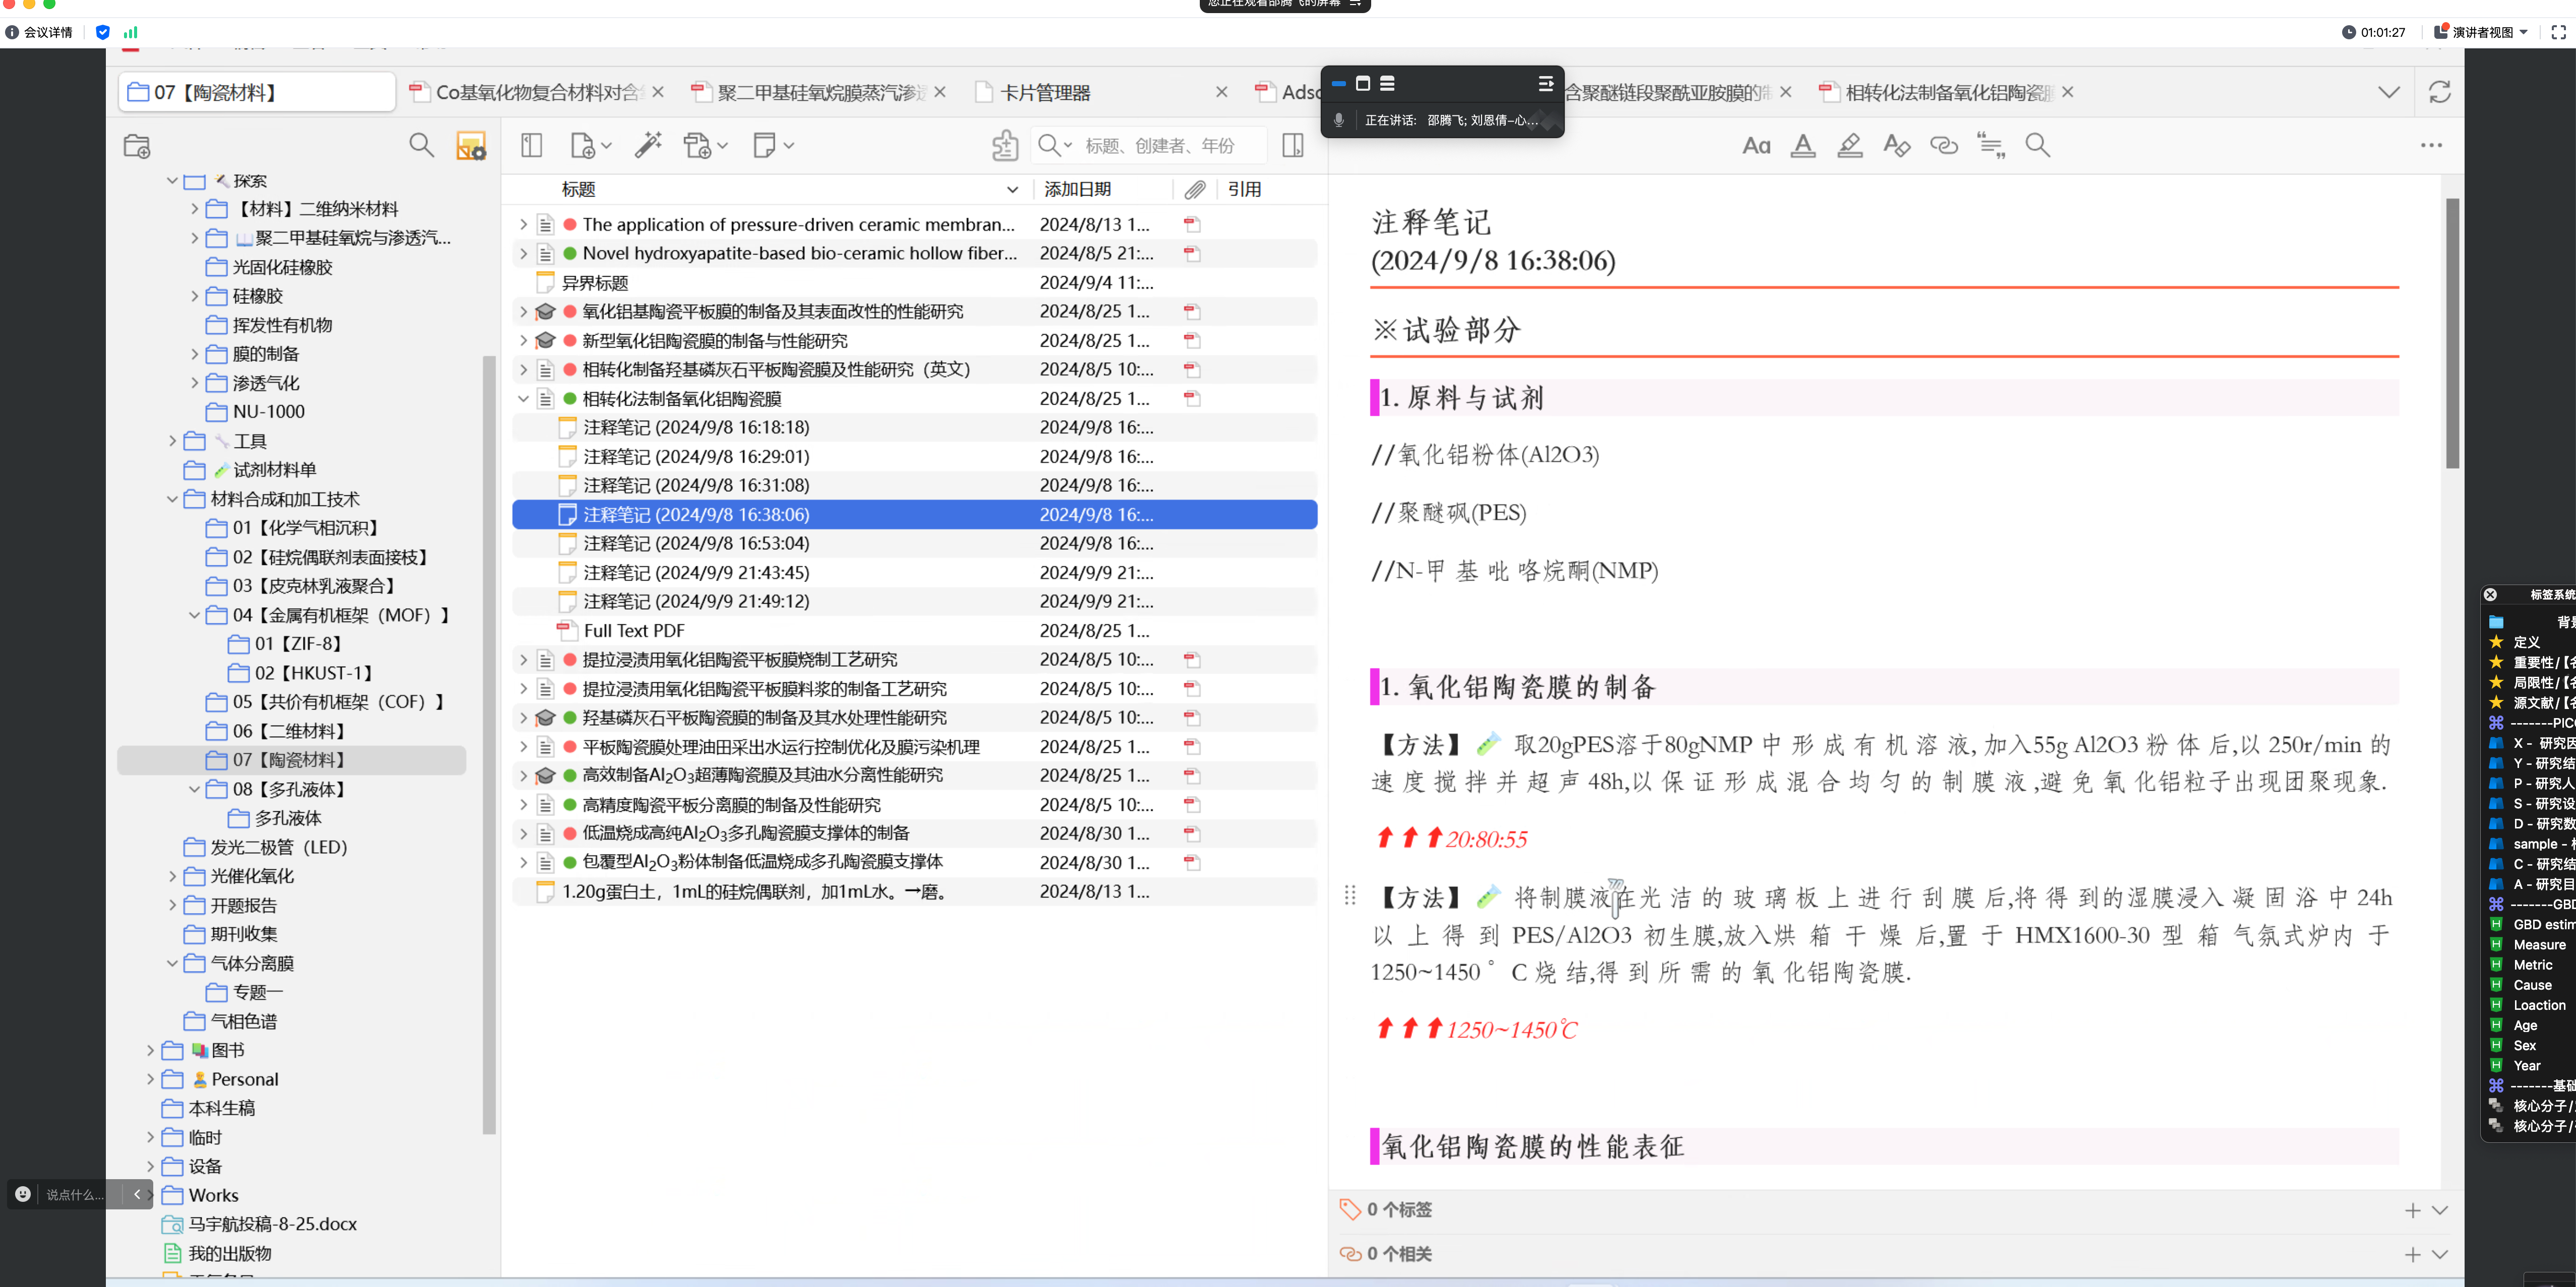 您正在观看邵腾飞的屏幕
会议详情
01:01:27
演讲者视图
07【陶瓷材料】
Co基氧化物复合材料对含
聚二甲基硅氧烷膜蒸汽渗透
卡片管理器
Adsc
含聚醚链段聚酰亚胺膜的
相转化法制备氧化铝陶瓷
正在讲话: 邵腾飞; 刘恩倩-心...
标题、创建者、年份
Aa
探索
【材料】二维纳米材料
聚二甲基硅氧烷与渗透汽...
光固化硅橡胶
硅橡胶
挥发性有机物
膜的制备
渗透气化
NU-1000
工具
试剂材料单
材料合成和加工技术
01【化学气相沉积】
02【硅烷偶联剂表面接枝】
03【皮克林乳液聚合】
04【金属有机框架（MOF）】
01【ZIF-8】
02【HKUST-1】
05【共价有机框架（COF）】
06【二维材料】
07【陶瓷材料】
08【多孔液体】
多孔液体
发光二极管（LED）
光催化氧化
开题报告
期刊收集
气体分离膜
专题一
气相色谱
图书
Personal
本科生稿
临时
设备
Works
马宇航投稿-8-25.docx
我的出版物
说点什么...
标题 添加日期 引用
The application of pressure-driven ceramic membran... 2024/8/13 1...
Novel hydroxyapatite-based bio-ceramic hollow fiber... 2024/8/5 21:...
异界标题 2024/9/4 11:...
氧化铝基陶瓷平板膜的制备及其表面改性的性能研究 2024/8/25 1...
新型氧化铝陶瓷膜的制备与性能研究 2024/8/25 1...
相转化制备羟基磷灰石平板陶瓷膜及性能研究（英文） 2024/8/5 10:...
相转化法制备氧化铝陶瓷膜 2024/8/25 1...
注释笔记 (2024/9/8 16:18:18) 2024/9/8 16:...
注释笔记 (2024/9/8 16:29:01) 2024/9/8 16:...
注释笔记 (2024/9/8 16:31:08) 2024/9/8 16:...
注释笔记 (2024/9/8 16:38:06) 2024/9/8 16:...
注释笔记 (2024/9/8 16:53:04) 2024/9/8 16:...
注释笔记 (2024/9/9 21:43:45) 2024/9/9 21:...
注释笔记 (2024/9/9 21:49:12) 2024/9/9 21:...
Full Text PDF 2024/8/25 1...
提拉浸渍用氧化铝陶瓷平板膜烧制工艺研究 2024/8/5 10:...
提拉浸渍用氧化铝陶瓷平板膜料浆的制备工艺研究 2024/8/5 10:...
羟基磷灰石平板陶瓷膜的制备及其水处理性能研究 2024/8/5 10:...
平板陶瓷膜处理油田采出水运行控制优化及膜污染机理 2024/8/25 1...
高效制备Al₂O₃超薄陶瓷膜及其油水分离性能研究 2024/8/25 1...
高精度陶瓷平板分离膜的制备及性能研究 2024/8/5 10:...
低温烧成高纯Al₂O₃多孔陶瓷膜支撑体的制备 2024/8/30 1...
包覆型Al₂O₃粉体制备低温烧成多孔陶瓷膜支撑体 2024/8/30 1...
1.20g蛋白土，1mL的硅烷偶联剂，加1mL水。→磨。 2024/8/13 1...
注释笔记
(2024/9/8 16:38:06)
※试验部分
1. 原料与试剂
//氧化铝粉体(Al2O3)
//聚醚砜(PES)
//N-甲 基 吡 咯烷酮(NMP)
1. 氧化铝陶瓷膜的制备
【方法】 取20gPES溶于80gNMP 中 形 成 有 机 溶 液, 加入55g Al2O3 粉 体 后,以 250r/min 的
速 度 搅 拌 并 超 声 48h,以 保 证 形 成 混 合 均 匀 的 制 膜 液 ,避 免 氧 化铝粒子出现团聚现象.
⬆⬆⬆20:80:55
【方法】 将制膜液在光 洁 的 玻 璃 板 上 进 行 刮 膜 后,将 得 到的湿膜浸入 凝 固 浴 中 24h
以 上 得 到 PES/Al2O3 初生膜,放入烘 箱 干 燥 后,置 于 HMX1600-30 型 箱 气氛式炉内 于
1250~1450 ° C 烧 结,得 到 所 需 的 氧 化铝陶瓷膜.
⬆⬆⬆1250~1450℃
氧化铝陶瓷膜的性能表征
0 个标签
0 个相关
标签系统
定义
重要性/【名
局限性/【名
源文献/【名
-------PIC
X - 研究因
Y - 研究结
P - 研究人
S - 研究设
D - 研究数
sample -
C - 研究结
A - 研究目
-------GBD
GBD estim
Measure
Metric
Cause
Loaction
Age
Sex
Year
-------基础
核心分子/
核心分子/